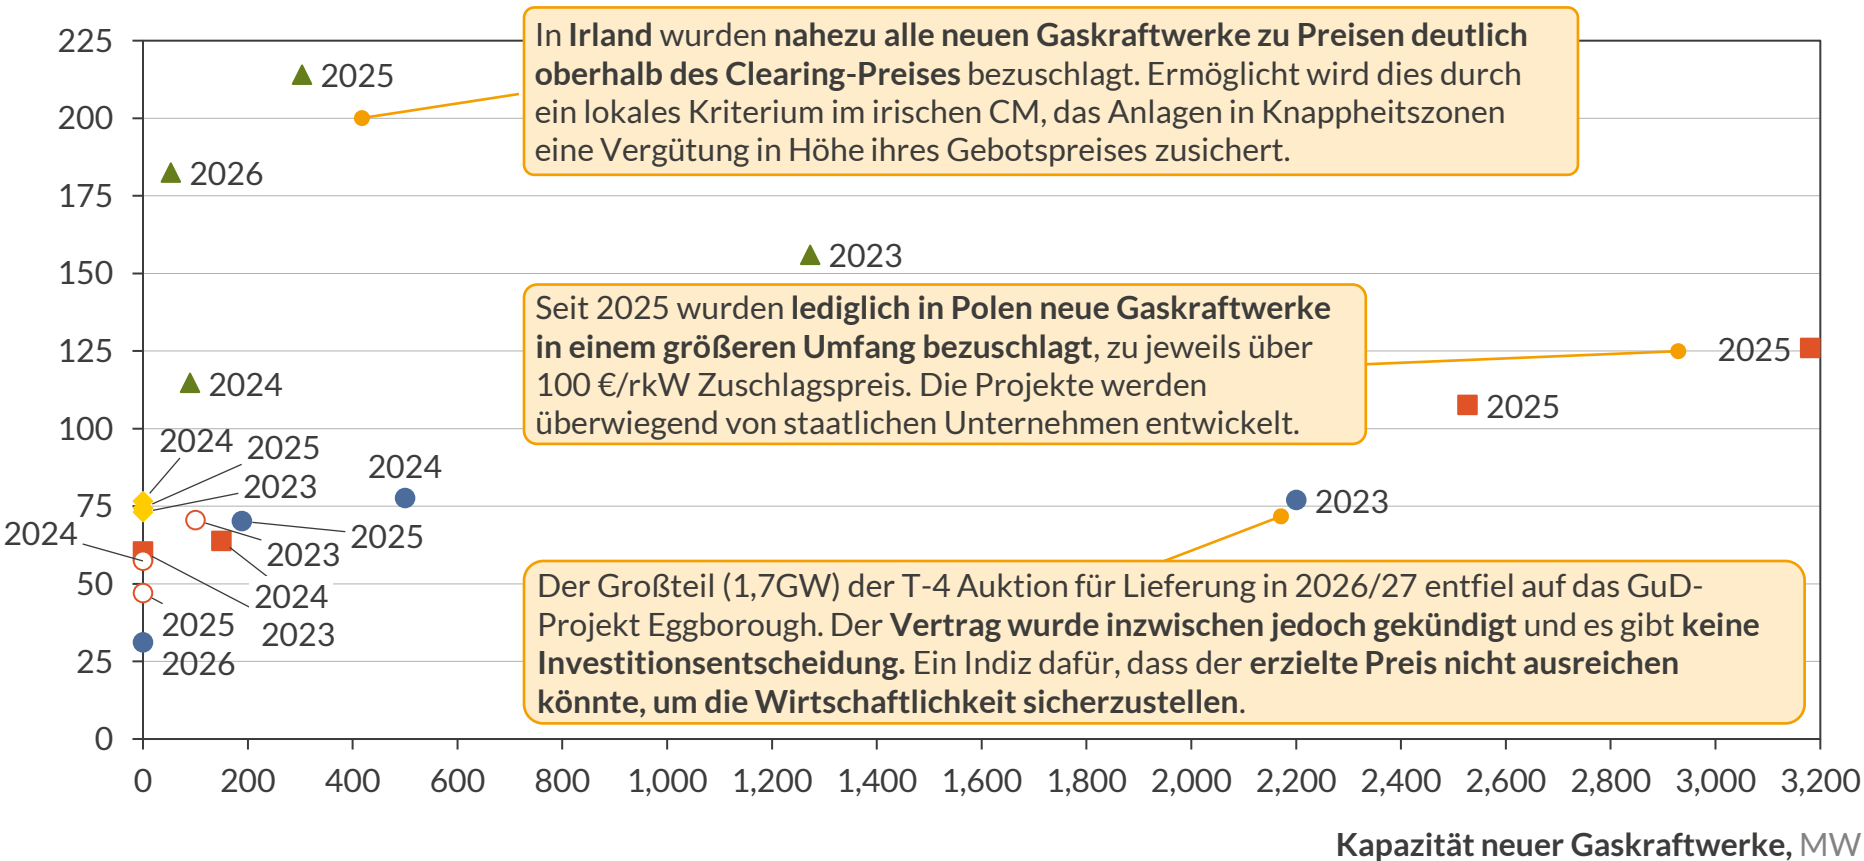 225
200
175
150
125
100
75
50
25
0
In Irland wurden nahezu alle neuen Gaskraftwerke zu Preisen deutlich
oberhalb des Clearing-Preises bezuschlagt. Ermöglicht wird dies durch
ein lokales Kriterium im irischen CM, das Anlagen in Knappheitszonen
eine Vergütung in Höhe ihres Gebotspreises zusichert.
2025
2026
2023
Seit 2025 wurden lediglich in Polen neue Gaskraftwerke
in einem größeren Umfang bezuschlagt, zu jeweils über
100 €/rkW Zuschlagspreis. Die Projekte werden
überwiegend von staatlichen Unternehmen entwickelt.
2025
2024
2025
2024
2025
2024
2023
2023
2024
2025
2023
2024
2025
2023
2026
Der Großteil (1,7GW) der T-4 Auktion für Lieferung in 2026/27 entfiel auf das GuD-
Projekt Eggborough. Der Vertrag wurde inzwischen jedoch gekündigt und es gibt keine
Investitionsentscheidung. Ein Indiz dafür, dass der erzielte Preis nicht ausreichen
könnte, um die Wirtschaftlichkeit sicherzustellen.
0 200 400 600 800 1,000 1,200 1,400 1,600 1,800 2,000 2,200 2,400 2,600 2,800 3,000 3,200
Kapazität neuer Gaskraftwerke, MW